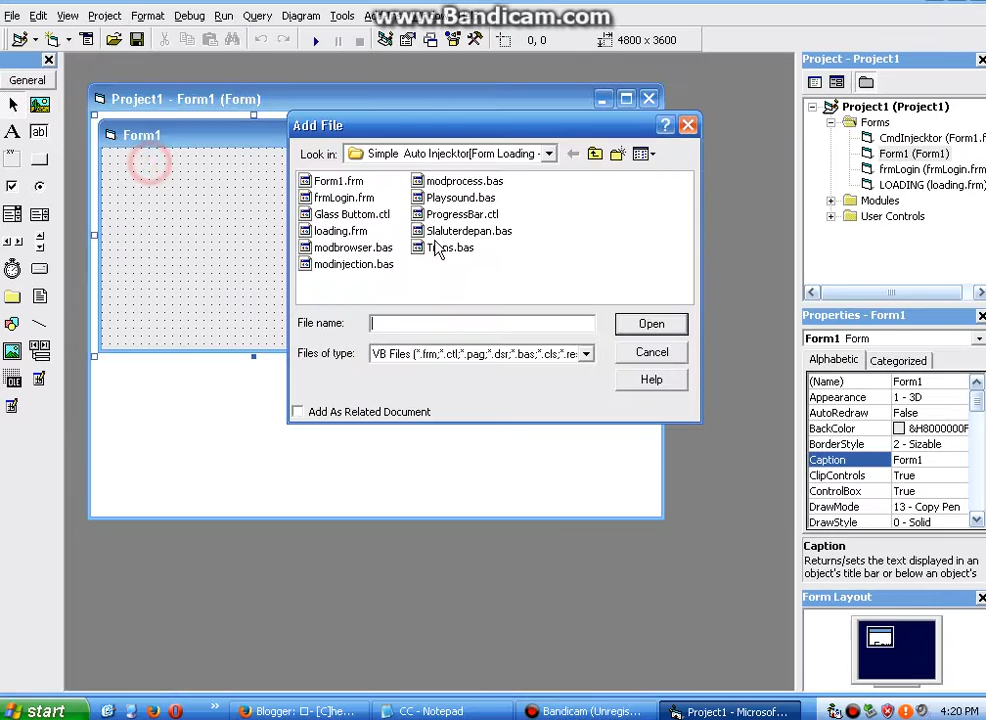 www.Bandicam.com
File Edit View Project Format Debug Run Query Diagram Tools
0, 0 4800 x 3600
General
Project1 - Form1 (Form)
Form1
Add File
Look in: Simple Auto Injecktor[Form Loading -
Form1.frm
frmLogin.frm
Glass Buttom.ctl
loading.frm
modbrowser.bas
modinjection.bas
modprocess.bas
Playsound.bas
ProgressBar.ctl
Slaluterdepan.bas
File name:
Open
Files of type: VB Files (*.frm;*.ctl;*.pag;*.dsr;*.bas;*.cls;*.re:
Cancel
Help
Add As Related Document
Project - Project1
Project1 (Project1)
Forms
CmdInjecktor (Form1.f
Form1 (Form1)
frmLogin (frmLogin.frm
LOADING (loading.frm)
Modules
User Controls
Properties - Form1
Form1 Form
Alphabetic Categorized
(Name) Form1
Appearance 1 - 3D
AutoRedraw False
BackColor &H8000000F
BorderStyle 2 - Sizable
Caption Form1
ClipControls True
ControlBox True
DrawMode 13 - Copy Pen
DrawStyle 0 - Solid
Caption
Returns/sets the text displayed in an
object's title bar or below an object's
Form Layout
start
Blogger: □- [C]he...
CC - Notepad
Bandicam (Unregis...
Project1 - Microsof...
4:20 PM